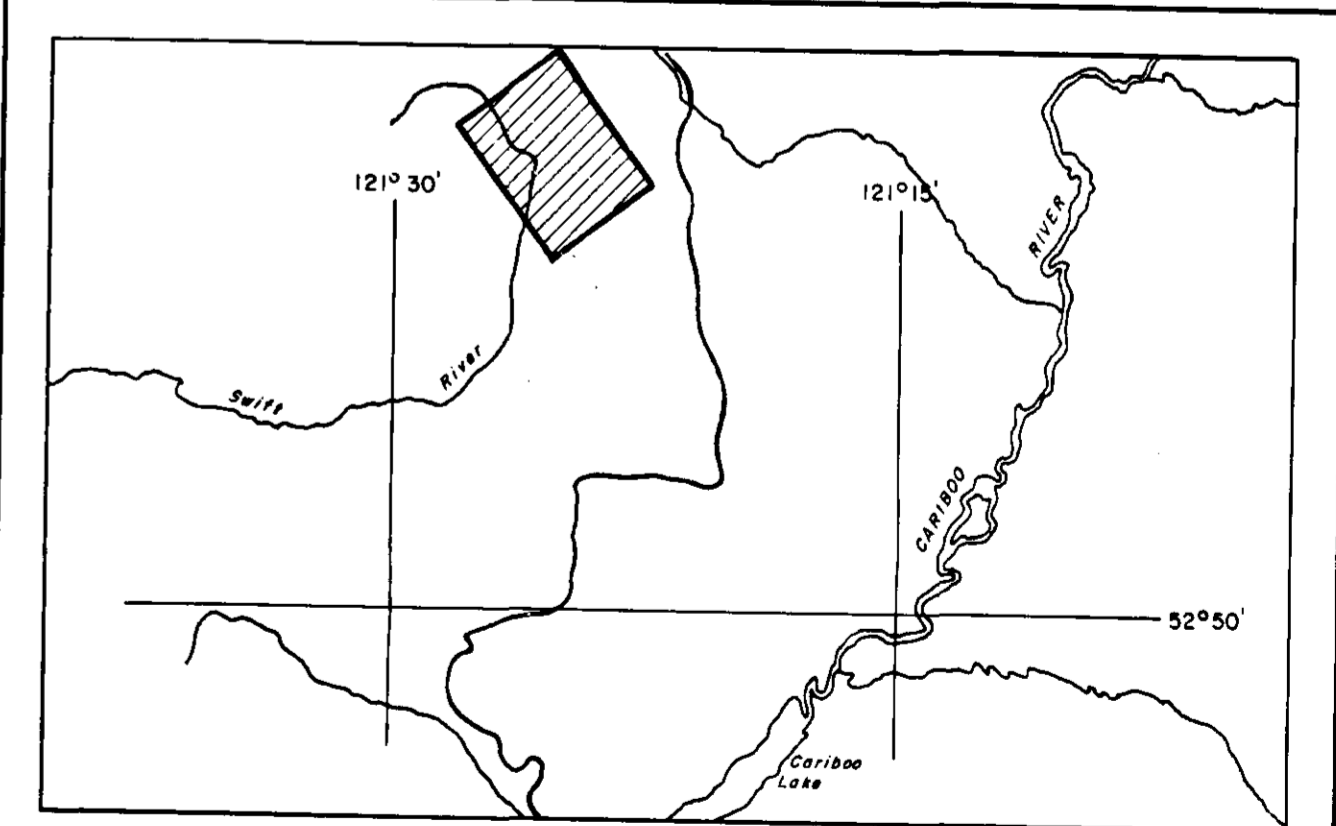 121° 30'
121° 15'
RIVER
River
Swift
CARIBOO
52° 50'
Cariboo
Lake